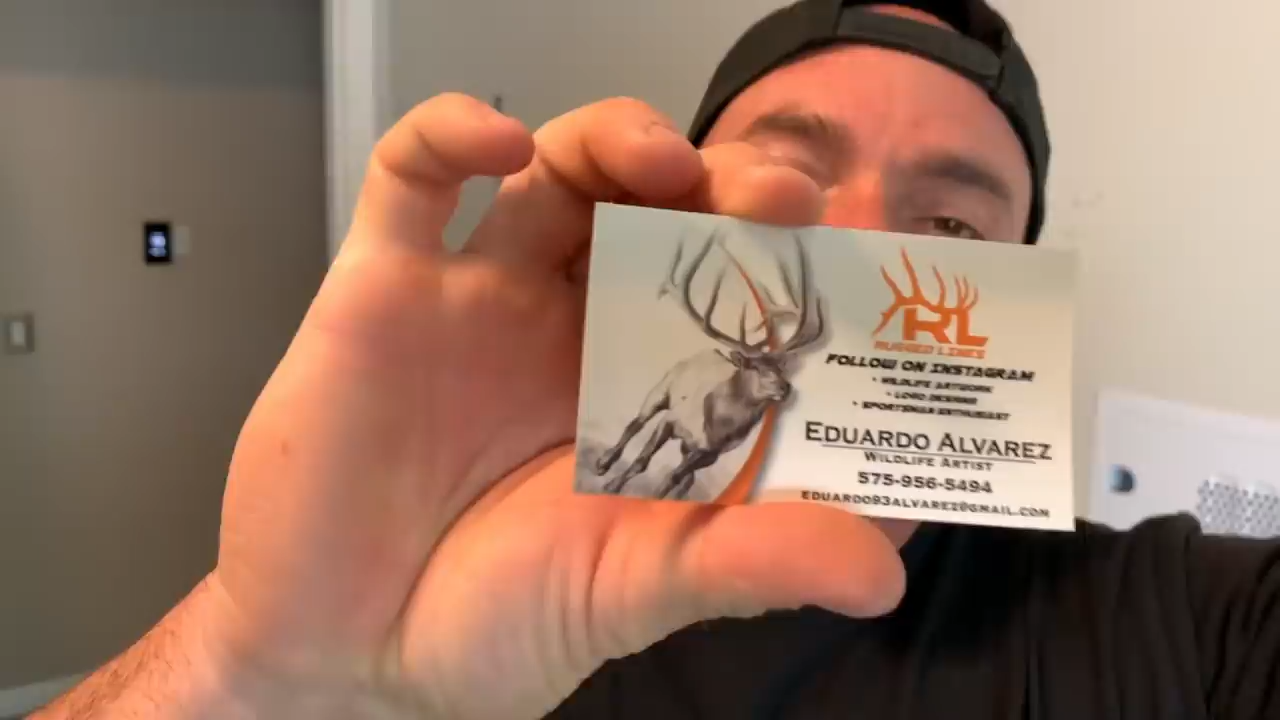 RL
RUGGED LINES
FOLLOW ON INSTAGRAM
• WILDLIFE ARTWORK
• LOGO DESIGNS
• SPORTSMAN ENTHUSIAST
EDUARDO ALVAREZ
WILDLIFE ARTIST
575-956-5494
EDUARDO93ALVAREZ@GMAIL.COM